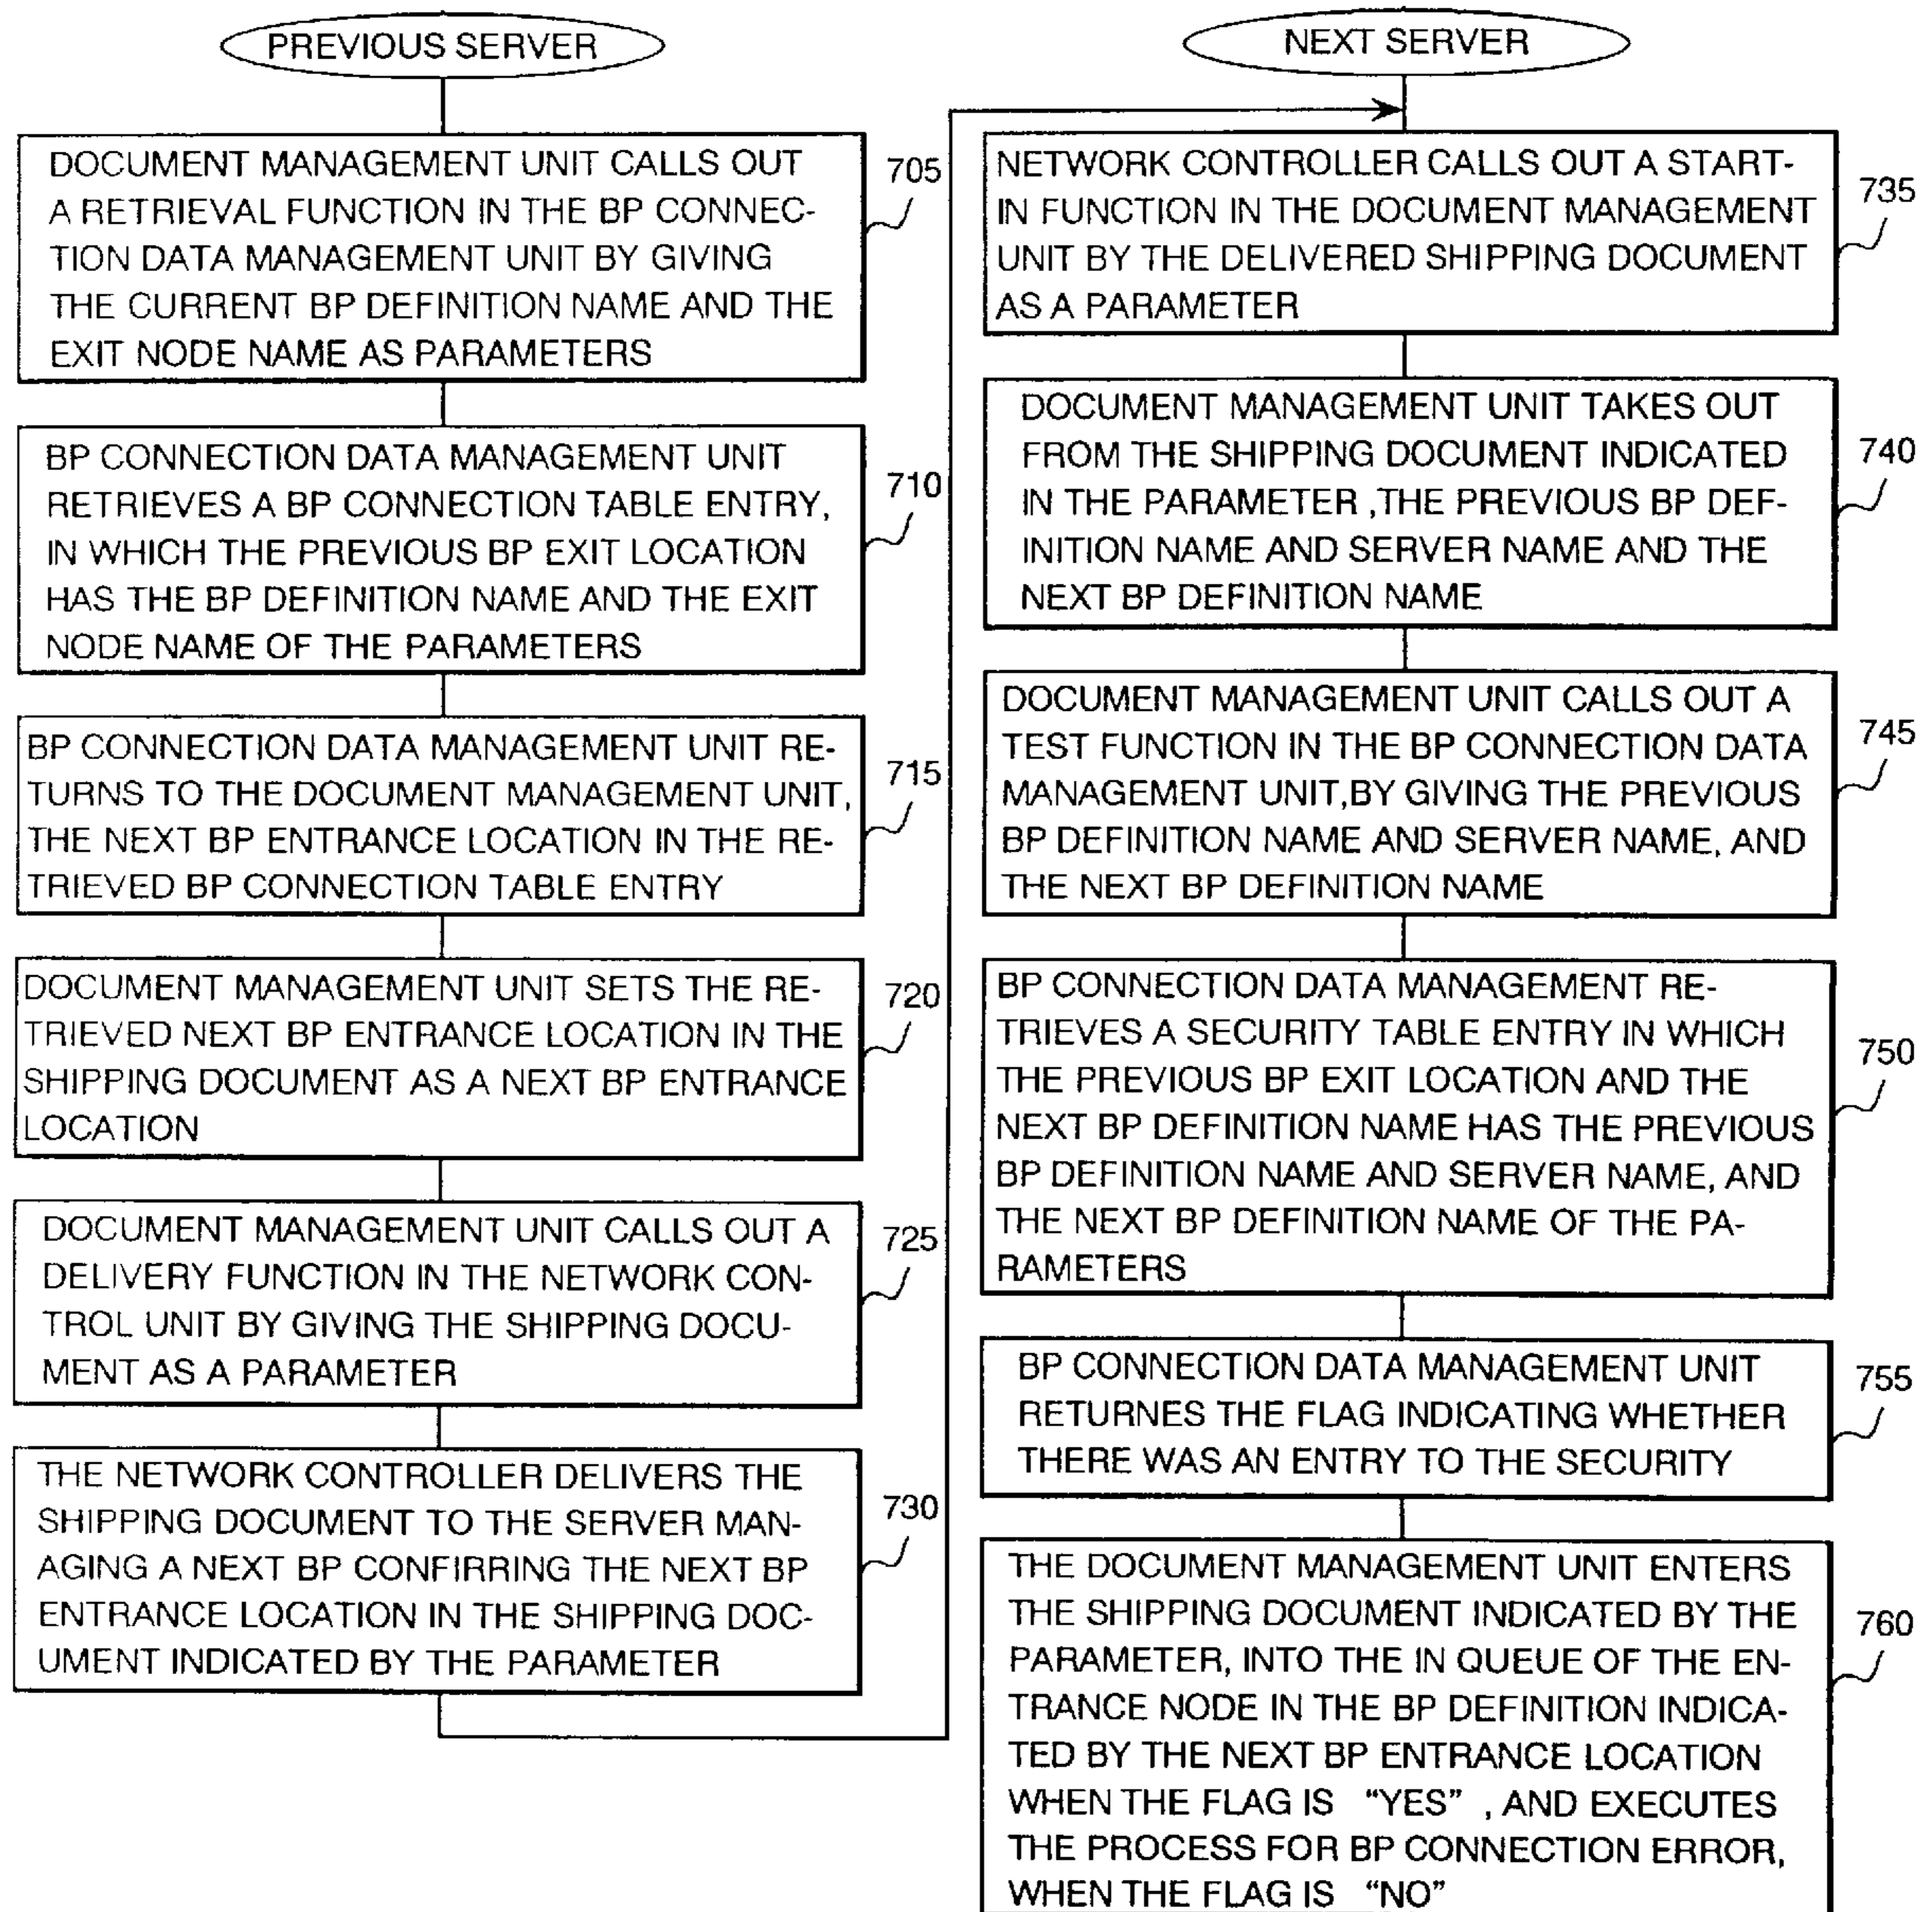 PREVIOUS SERVER
DOCUMENT MANAGEMENT UNIT CALLS OUT
A RETRIEVAL FUNCTION IN THE BP CONNEC-
TION DATA MANAGEMENT UNIT BY GIVING
THE CURRENT BP DEFINITION NAME AND THE
EXIT NODE NAME AS PARAMETERS
705
BP CONNECTION DATA MANAGEMENT UNIT
RETRIEVES A BP CONNECTION TABLE ENTRY,
IN WHICH THE PREVIOUS BP EXIT LOCATION
HAS THE BP DEFINITION NAME AND THE EXIT
NODE NAME OF THE PARAMETERS
710
BP CONNECTION DATA MANAGEMENT UNIT RE-
TURNS TO THE DOCUMENT MANAGEMENT UNIT,
THE NEXT BP ENTRANCE LOCATION IN THE RE-
TRIEVED BP CONNECTION TABLE ENTRY
715
DOCUMENT MANAGEMENT UNIT SETS THE RE-
TRIEVED NEXT BP ENTRANCE LOCATION IN THE
SHIPPING DOCUMENT AS A NEXT BP ENTRANCE
LOCATION
720
DOCUMENT MANAGEMENT UNIT CALLS OUT A
DELIVERY FUNCTION IN THE NETWORK CON-
TROL UNIT BY GIVING THE SHIPPING DOCU-
MENT AS A PARAMETER
725
THE NETWORK CONTROLLER DELIVERS THE
SHIPPING DOCUMENT TO THE SERVER MAN-
AGING A NEXT BP CONFIRRING THE NEXT BP
ENTRANCE LOCATION IN THE SHIPPING DOC-
UMENT INDICATED BY THE PARAMETER
730
NEXT SERVER
NETWORK CONTROLLER CALLS OUT A START-
IN FUNCTION IN THE DOCUMENT MANAGEMENT
UNIT BY THE DELIVERED SHIPPING DOCUMENT
AS A PARAMETER
735
DOCUMENT MANAGEMENT UNIT TAKES OUT
FROM THE SHIPPING DOCUMENT INDICATED
IN THE PARAMETER ,THE PREVIOUS BP DEF-
INITION NAME AND SERVER NAME AND THE
NEXT BP DEFINITION NAME
740
DOCUMENT MANAGEMENT UNIT CALLS OUT A
TEST FUNCTION IN THE BP CONNECTION DATA
MANAGEMENT UNIT,BY GIVING THE PREVIOUS
BP DEFINITION NAME AND SERVER NAME, AND
THE NEXT BP DEFINITION NAME
745
BP CONNECTION DATA MANAGEMENT RE-
TRIEVES A SECURITY TABLE ENTRY IN WHICH
THE PREVIOUS BP EXIT LOCATION AND THE
NEXT BP DEFINITION NAME HAS THE PREVIOUS
BP DEFINITION NAME AND SERVER NAME, AND
THE NEXT BP DEFINITION NAME OF THE PA-
RAMETERS
750
BP CONNECTION DATA MANAGEMENT UNIT
RETURNES THE FLAG INDICATING WHETHER
THERE WAS AN ENTRY TO THE SECURITY
755
THE DOCUMENT MANAGEMENT UNIT ENTERS
THE SHIPPING DOCUMENT INDICATED BY THE
PARAMETER, INTO THE IN QUEUE OF THE EN-
TRANCE NODE IN THE BP DEFINITION INDICA-
TED BY THE NEXT BP ENTRANCE LOCATION
WHEN THE FLAG IS “YES” , AND EXECUTES
THE PROCESS FOR BP CONNECTION ERROR,
WHEN THE FLAG IS “NO”
760